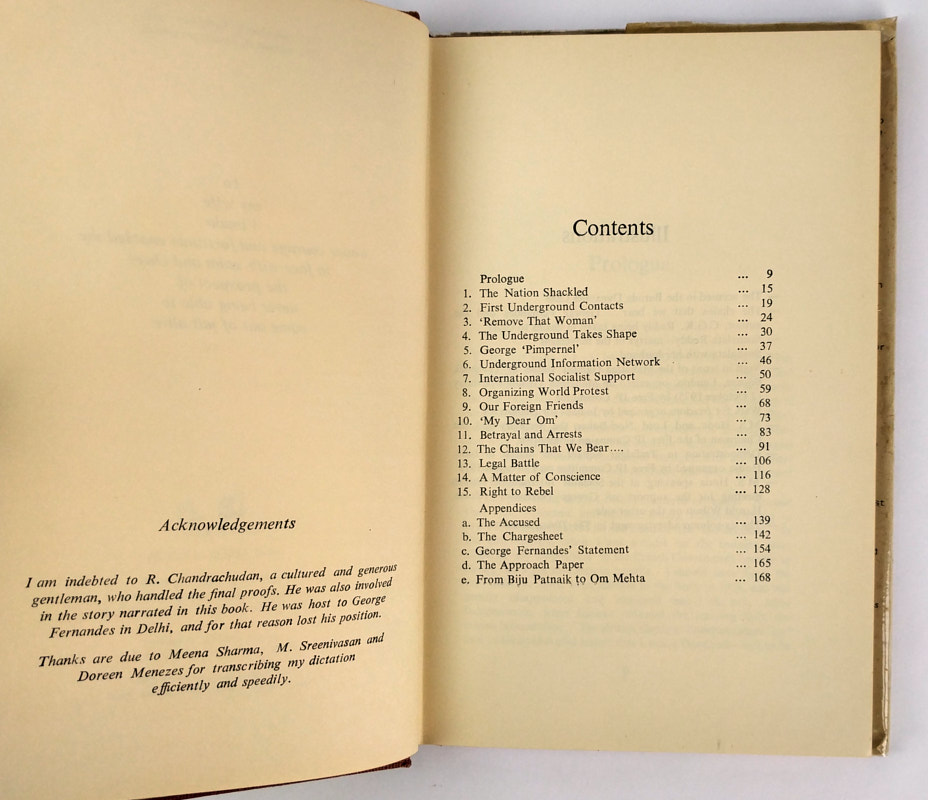 Acknowledgements
I am indebted to R. Chandrachudan, a cultured and generous
gentleman, who handled the final proofs. He was also involved
in the story narrated in this book. He was host to George
Fernandes in Delhi, and for that reason lost his position.
Thanks are due to Meena Sharma, M. Sreenivasan and
Doreen Menezes for transcribing my dictation
efficiently and speedily.
Contents
Prologue ... 9
1. The Nation Shackled ... 15
2. First Underground Contacts ... 19
3. ‘Remove That Woman’ ... 24
4. The Underground Takes Shape ... 30
5. George ‘Pimpernel’ ... 37
6. Underground Information Network ... 46
7. International Socialist Support ... 50
8. Organizing World Protest ... 59
9. Our Foreign Friends ... 68
10. ‘My Dear Om’ ... 73
11. Betrayal and Arrests ... 83
12. The Chains That We Bear.... ... 91
13. Legal Battle ... 106
14. A Matter of Conscience ... 116
15. Right to Rebel ... 128
Appendices
a. The Accused ... 139
b. The Chargesheet ... 142
c. George Fernandes’ Statement ... 154
d. The Approach Paper ... 165
e. From Biju Patnaik to Om Mehta ... 168